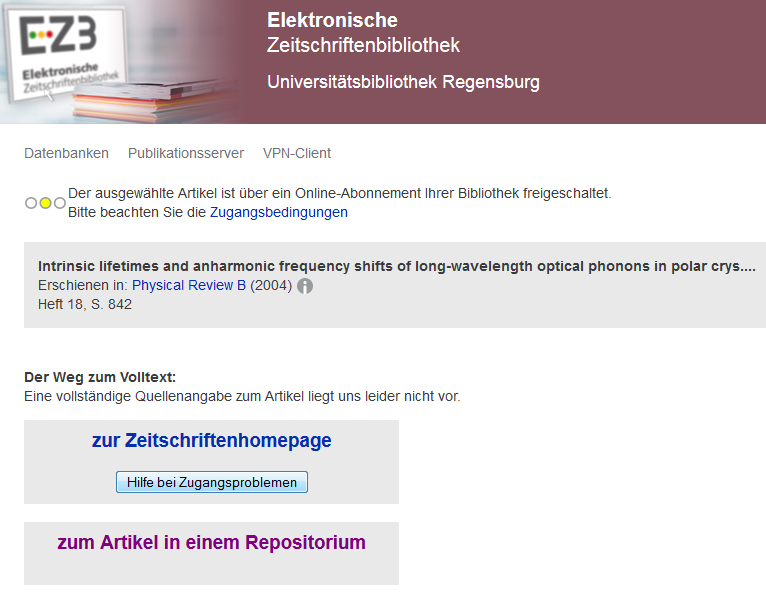 EZB
Elektronische
Zeitschriftenbibliothek
Elektronische
Zeitschriftenbibliothek
Universitätsbibliothek Regensburg
Datenbanken Publikationsserver VPN-Client
Der ausgewählte Artikel ist über ein Online-Abonnement Ihrer Bibliothek freigeschaltet.
Bitte beachten Sie die Zugangsbedingungen
Intrinsic lifetimes and anharmonic frequency shifts of long-wavelength optical phonons in polar crys....
Erschienen in: Physical Review B (2004) i
Heft 18, S. 842
Der Weg zum Volltext:
Eine vollständige Quellenangabe zum Artikel liegt uns leider nicht vor.
zur Zeitschriftenhomepage
Hilfe bei Zugangsproblemen
zum Artikel in einem Repositorium